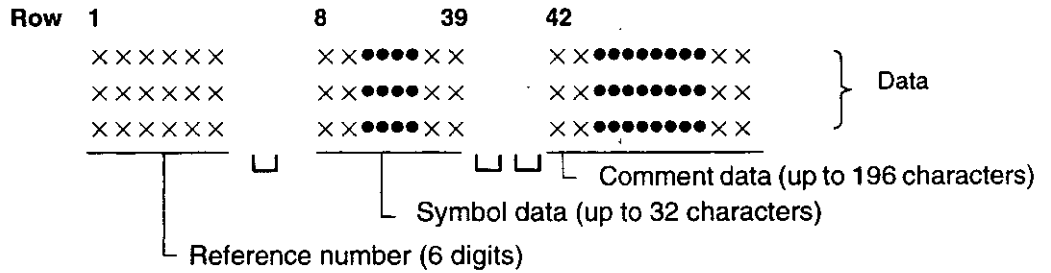 Row 1 8 39 42
×××××× ××●●●●×× ××●●●●●●●●××
××××××  ××●●●●×× ××●●●●●●●●×× Data
×××××× ××●●●●×× ××●●●●●●●●××
Comment data (up to 196 characters)
Symbol data (up to 32 characters)
Reference number (6 digits)